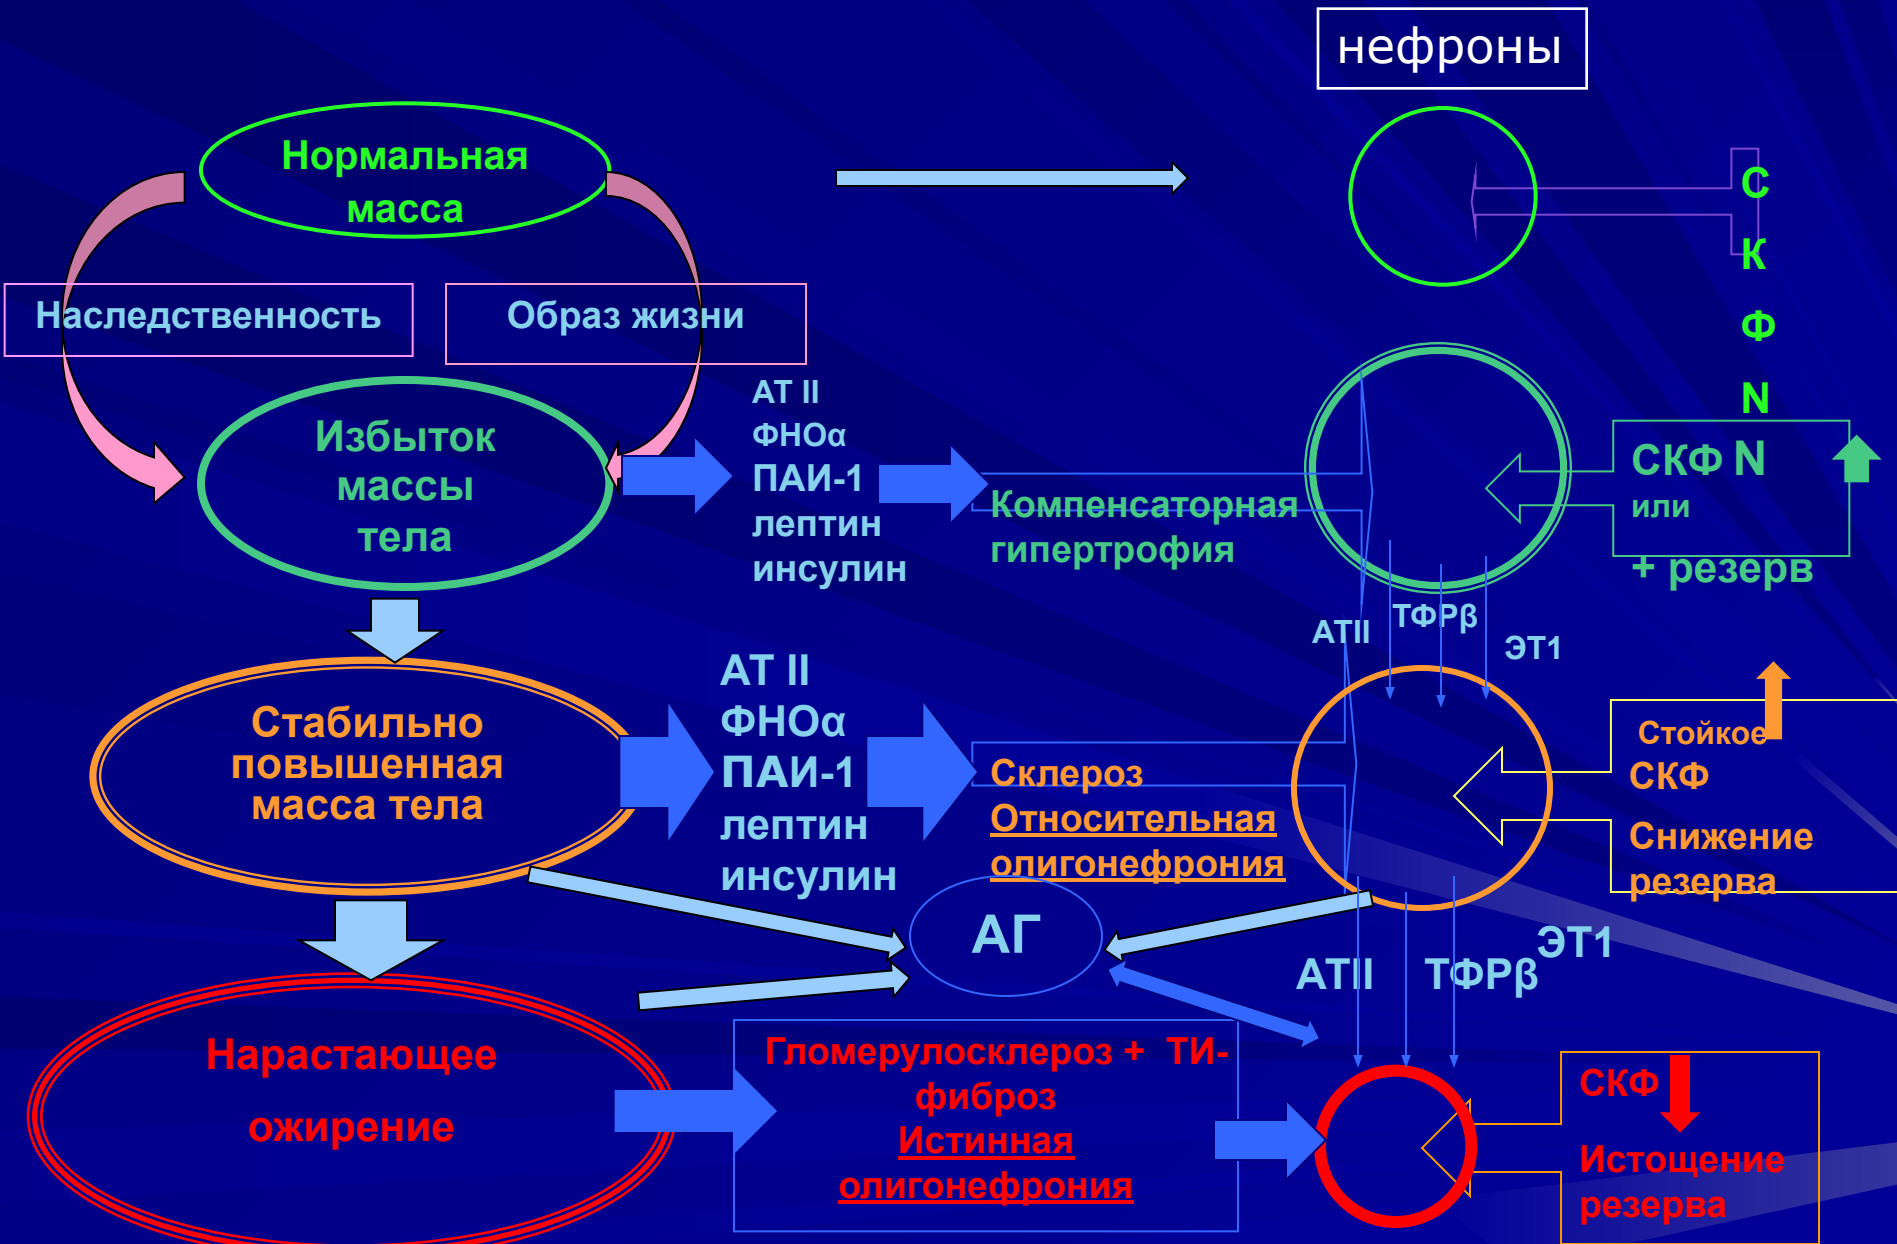 нефроны
Нормальная
масса
С
К
Ф
N
Наследственность
Образ жизни
Избыток
массы
тела
АТ II
ФНОα
ПАИ-1
лептин
инсулин
Компенсаторная
гипертрофия
СКФ N
или
+ резерв
АТII
ТФРβ
ЭТ1
Стабильно
повышенная
масса тела
АТ II
ФНОα
ПАИ-1
лептин
инсулин
Склероз
Относительная
олигонефрония
Стойкое
СКФ
Снижение
резерва
АГ
АТII
ТФРβ
ЭТ1
Нарастающее
ожирение
Гломерулосклероз + ТИ-
фиброз
Истинная
олигонефрония
СКФ
Истощение
резерва